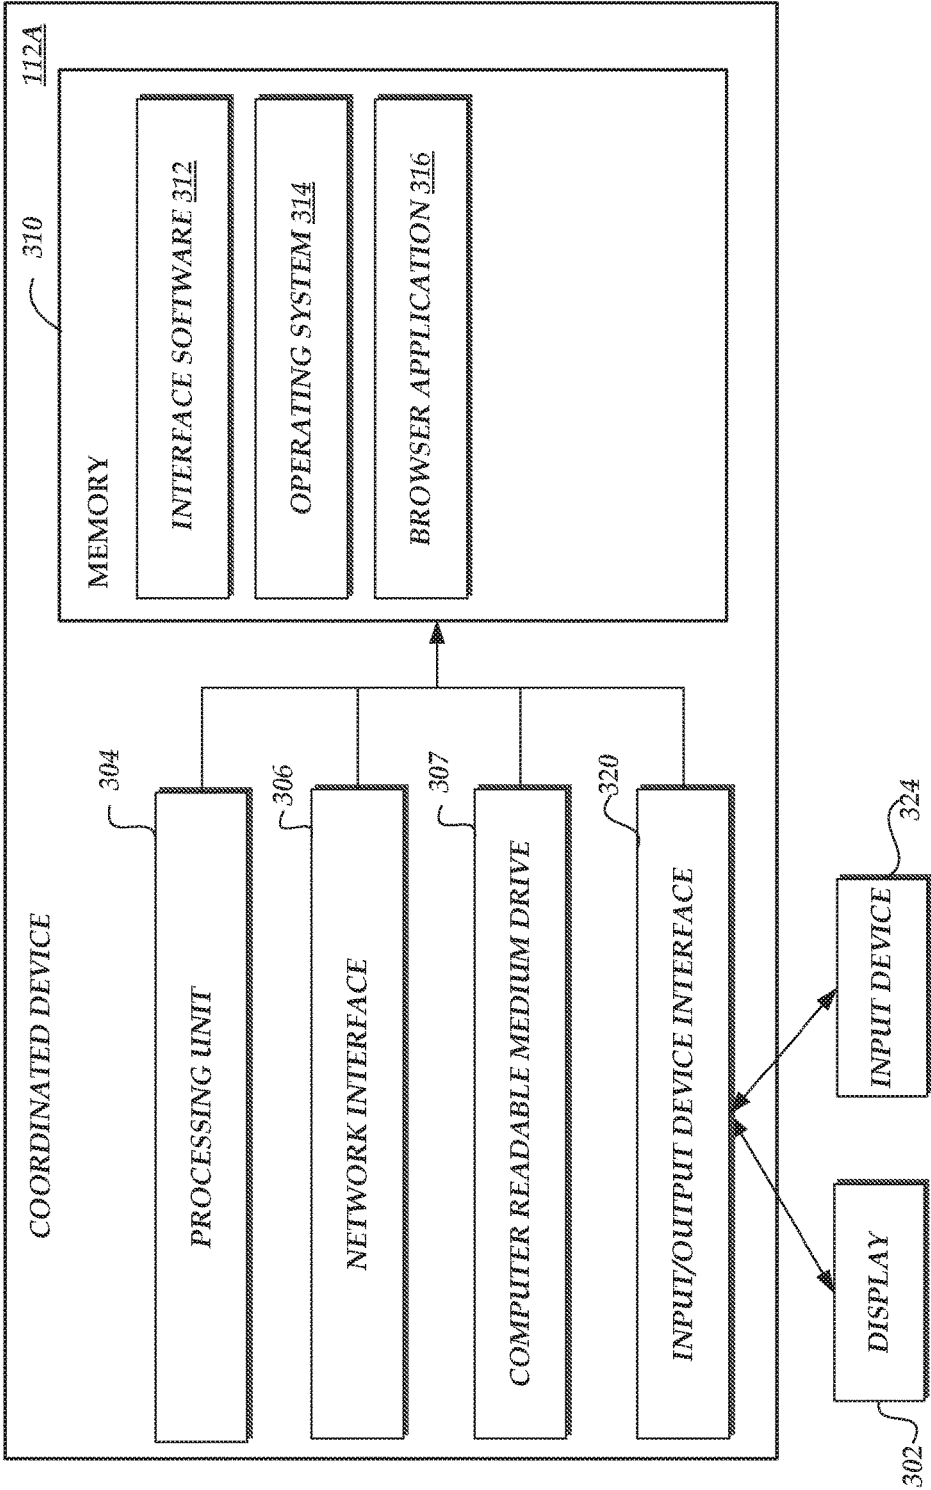 COORDINATED DEVICE
112A
310
MEMORY
304
PROCESSING UNIT
INTERFACE SOFTWARE 312
306
NETWORK INTERFACE
OPERATING SYSTEM 314
307
COMPUTER READABLE MEDIUM DRIVE
BROWSER APPLICATION 316
320
INPUT/OUTPUT DEVICE INTERFACE
DISPLAY
INPUT DEVICE
302
324